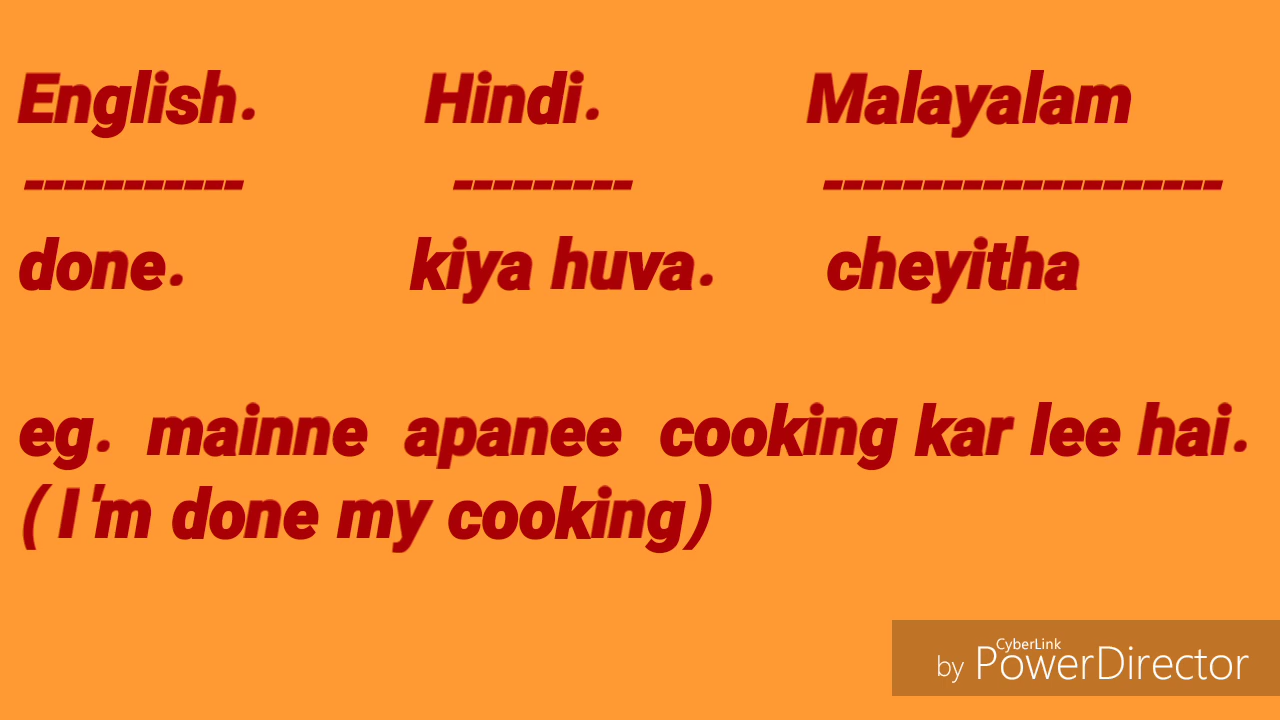 English. Hindi. Malayalam
----------- --------- --------------------
done. kiya huva. cheyitha
eg. mainne apanee cooking kar lee hai.
( I'm done my cooking)
by CyberLink PowerDirector